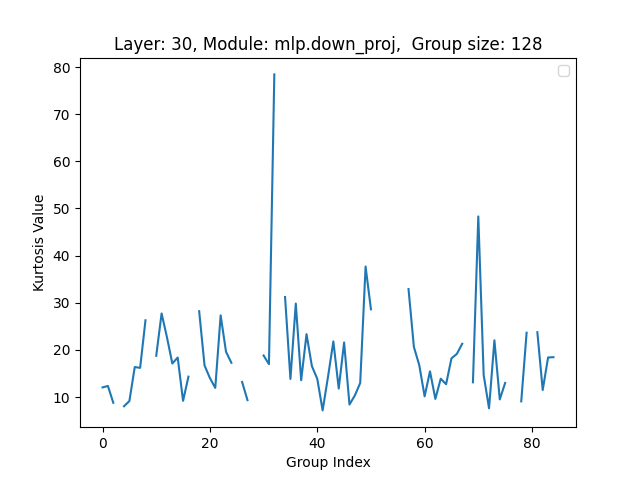 Layer: 30, Module: mlp.down_proj,  Group size: 128
80
70
60
50
40
30
20
10
Kurtosis Value
0 20 40 60 80
Group Index